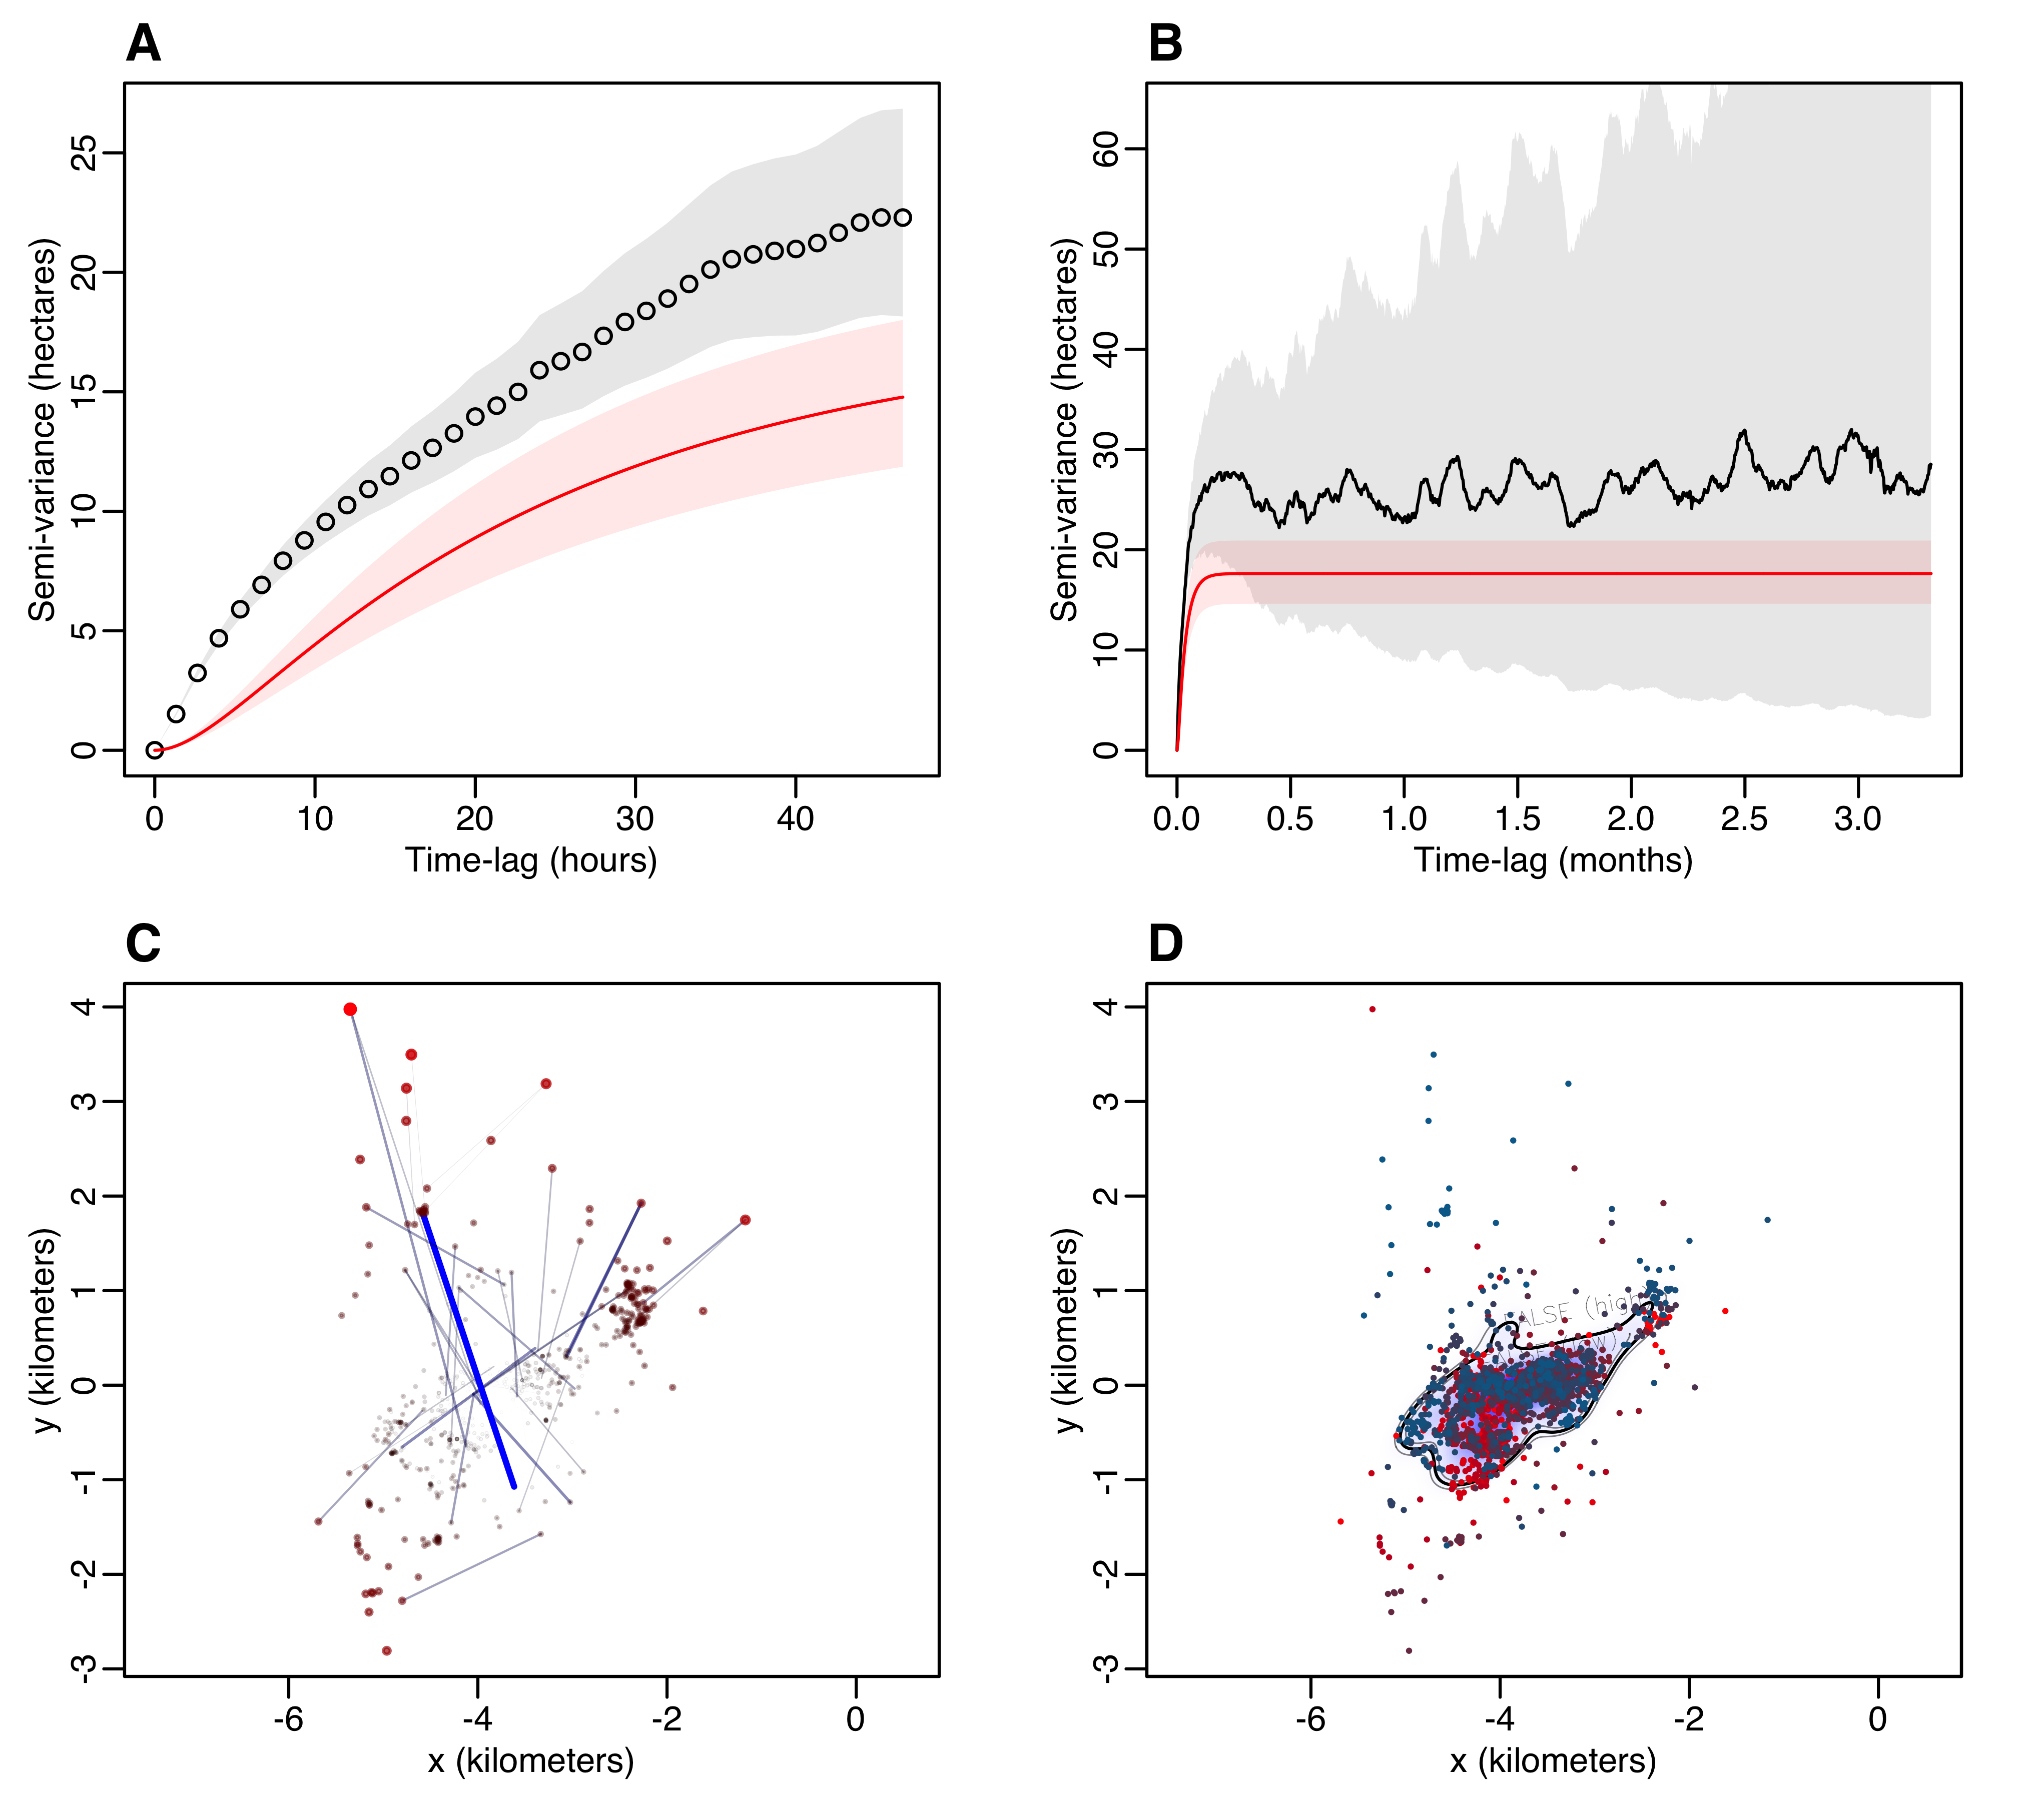 A
Semi-variance (hectares)
25
20
15
10
5
0
0 10 20 30 40
Time-lag (hours)
B
Semi-variance (hectares)
60
50
40
30
20
10
0
0.0 0.5 1.0 1.5 2.0 2.5 3.0
Time-lag (months)
C
y (kilometers)
4
3
2
1
0
-1
-2
-3
-6 -4 -2 0
x (kilometers)
D
y (kilometers)
4
3
2
1
0
-1
-2
-3
-6 -4 -2 0
x (kilometers)